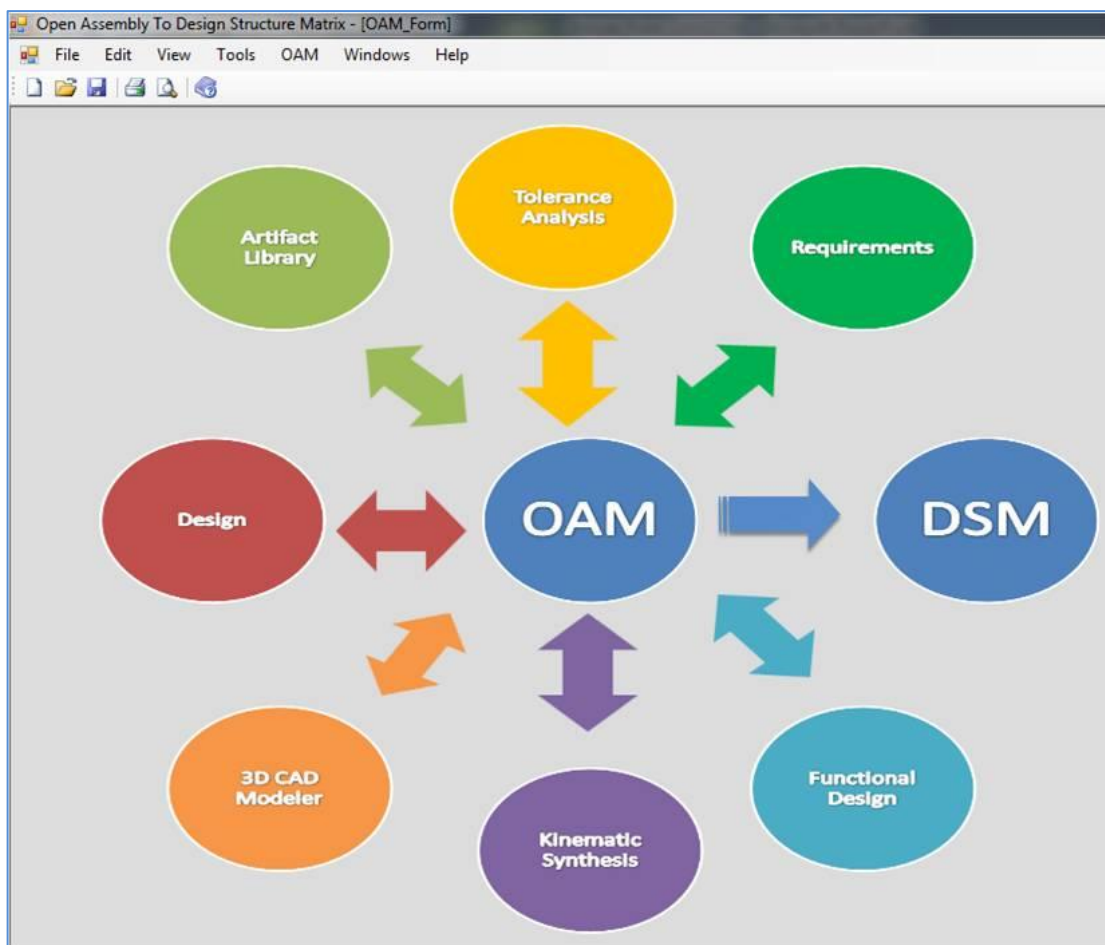 Open Assembly To Design Structure Matrix - [OAM_Form]
File Edit View Tools OAM Windows Help
Tolerance
Analysis
Artifact
Library
Requirements
Design
OAM
DSM
3D CAD
Modeler
Functional
Design
Kinematic
Synthesis